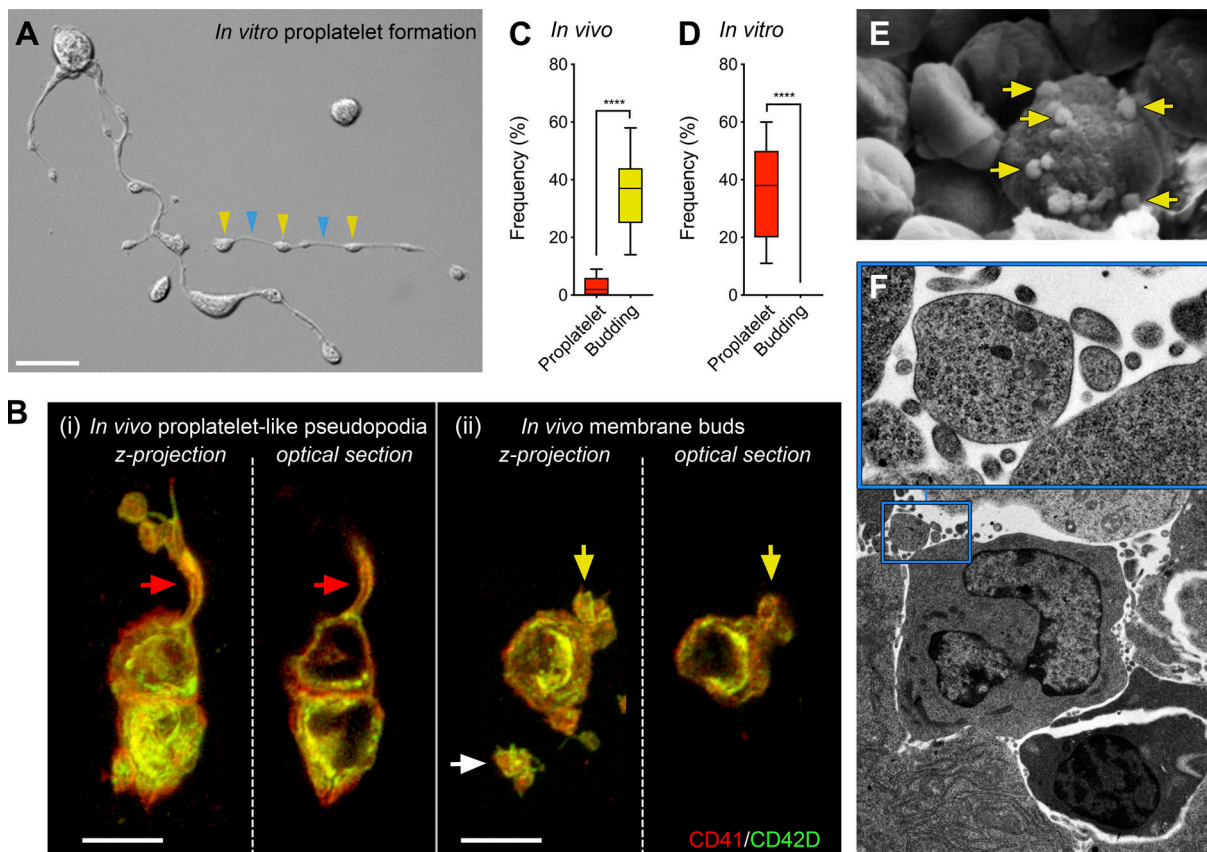 A
In vitro proplatelet formation
C In vivo
80
60
40
20
0
Frequency (%)
****
Proplatelet
Budding
D In vitro
80
60
40
20
0
Frequency (%)
****
Proplatelet
Budding
E
F
B
(i) In vivo proplatelet-like pseudopodia
z-projection
optical section
(ii) In vivo membrane buds
z-projection
optical section
CD41/CD42D